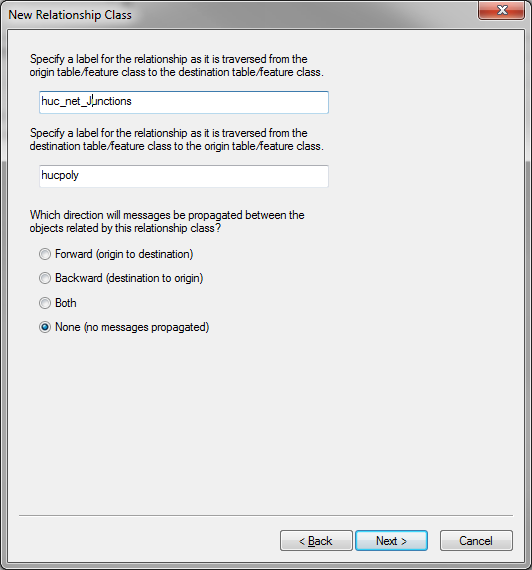 New Relationship Class
Specify a label for the relationship as it is traversed from the
origin table/feature class to the destination table/feature class.
huc_net_Junctions
Specify a label for the relationship as it is traversed from the
destination table/feature class to the origin table/feature class.
hucpoly
Which direction will messages be propagated between the
objects related by this relationship class?
Forward (origin to destination)
Backward (destination to origin)
Both
None (no messages propagated)
< Back Next > Cancel